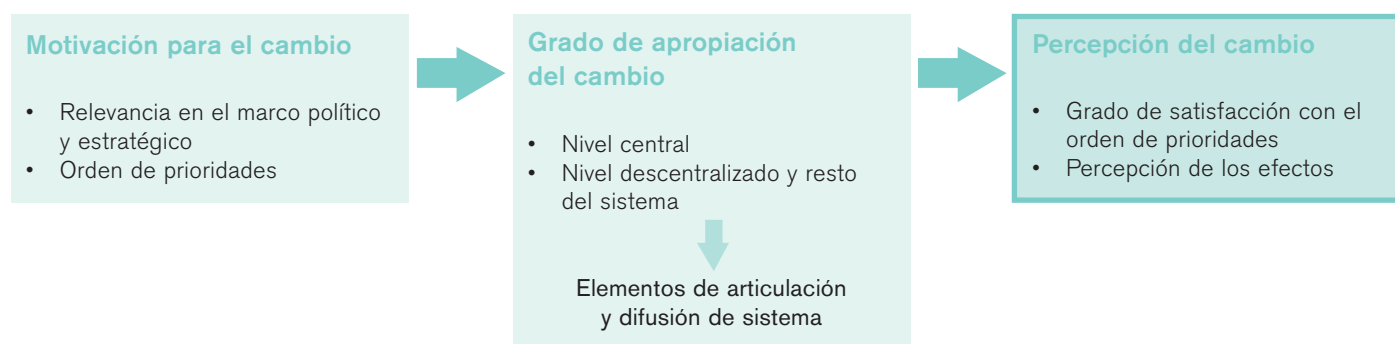 Motivación para el cambio
• Relevancia en el marco político
y estratégico
• Orden de prioridades
Grado de apropiación
del cambio
• Nivel central
• Nivel descentralizado y resto
del sistema
Elementos de articulación
y difusión de sistema
Percepción del cambio
• Grado de satisfacción con el
orden de prioridades
• Percepción de los efectos